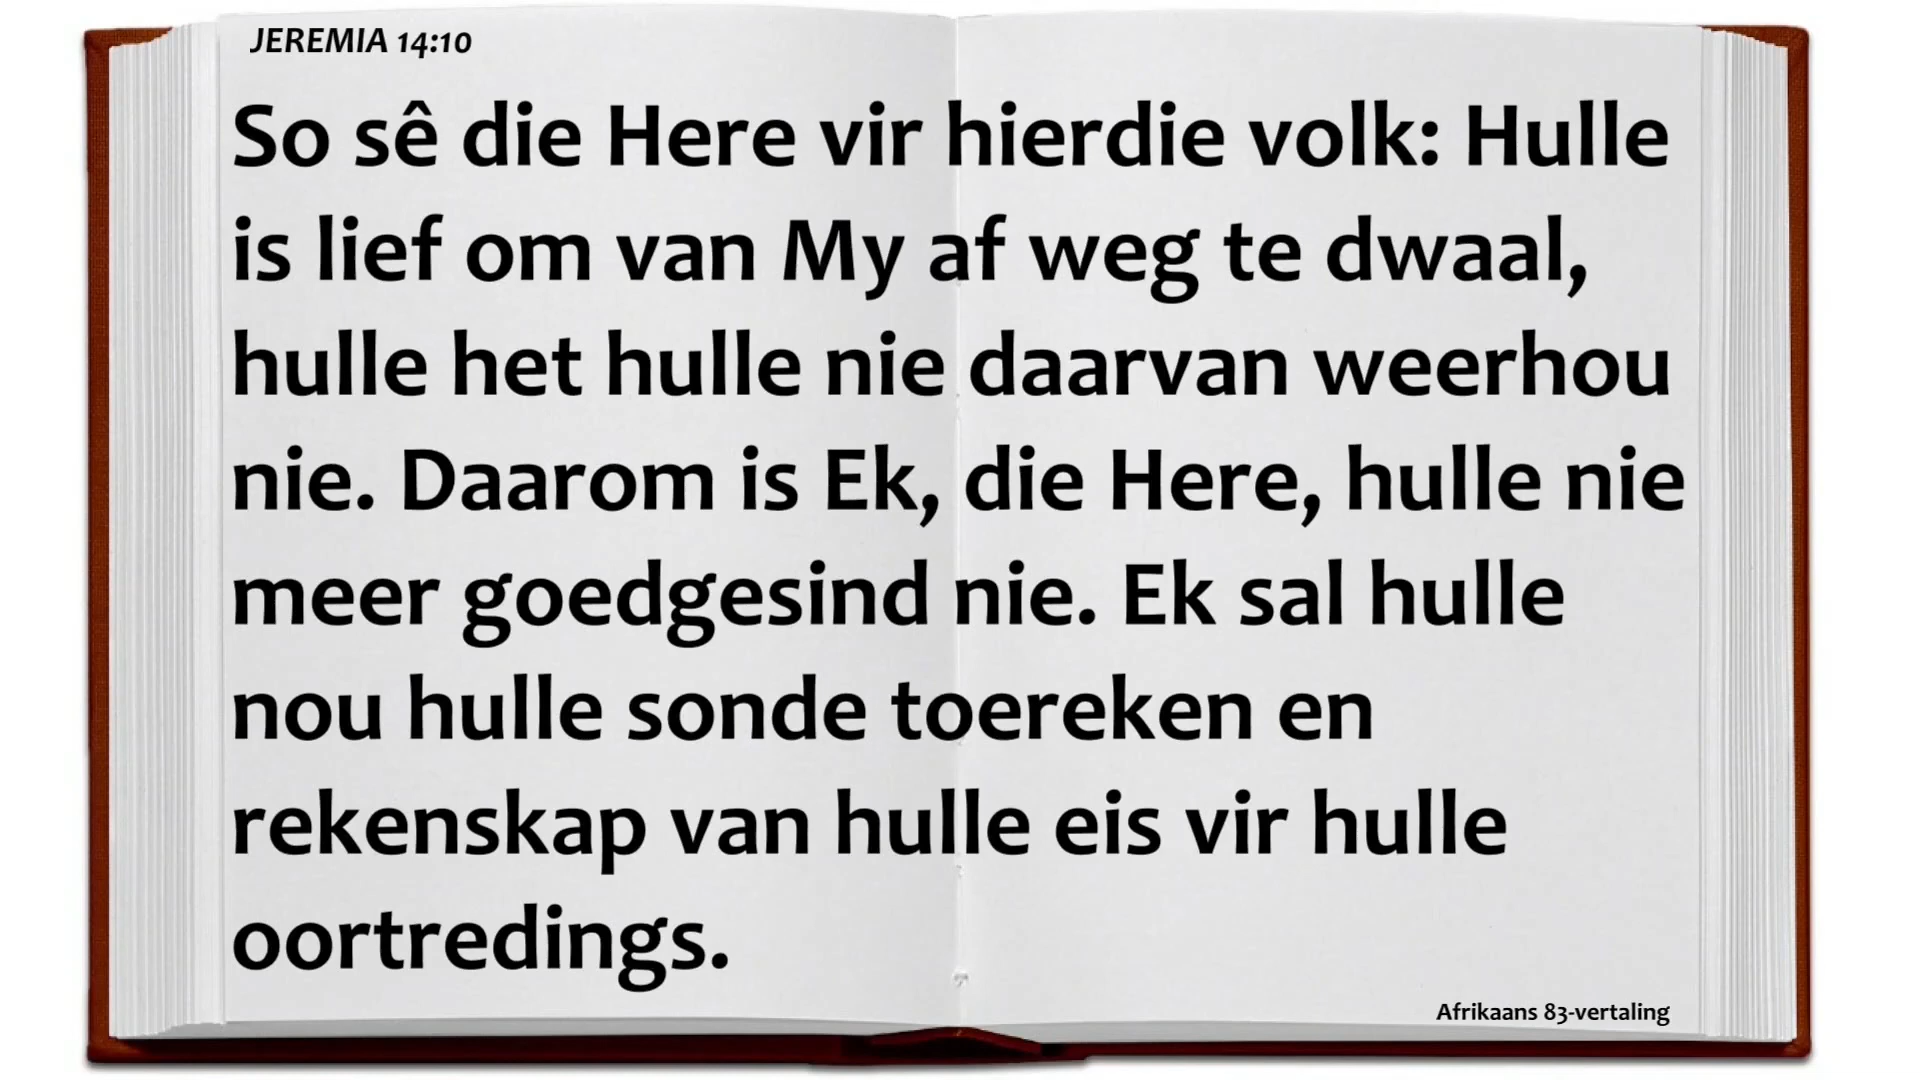 JEREMIA 14:10
So sê die Here vir hierdie volk: Hulle
is lief om van My af weg te dwaal,
hulle het hulle nie daarvan weerhou
nie. Daarom is Ek, die Here, hulle nie
meer goedgesind nie. Ek sal hulle
nou hulle sonde toereken en
rekenskap van hulle eis vir hulle
oortredings.
Afrikaans 83-vertaling